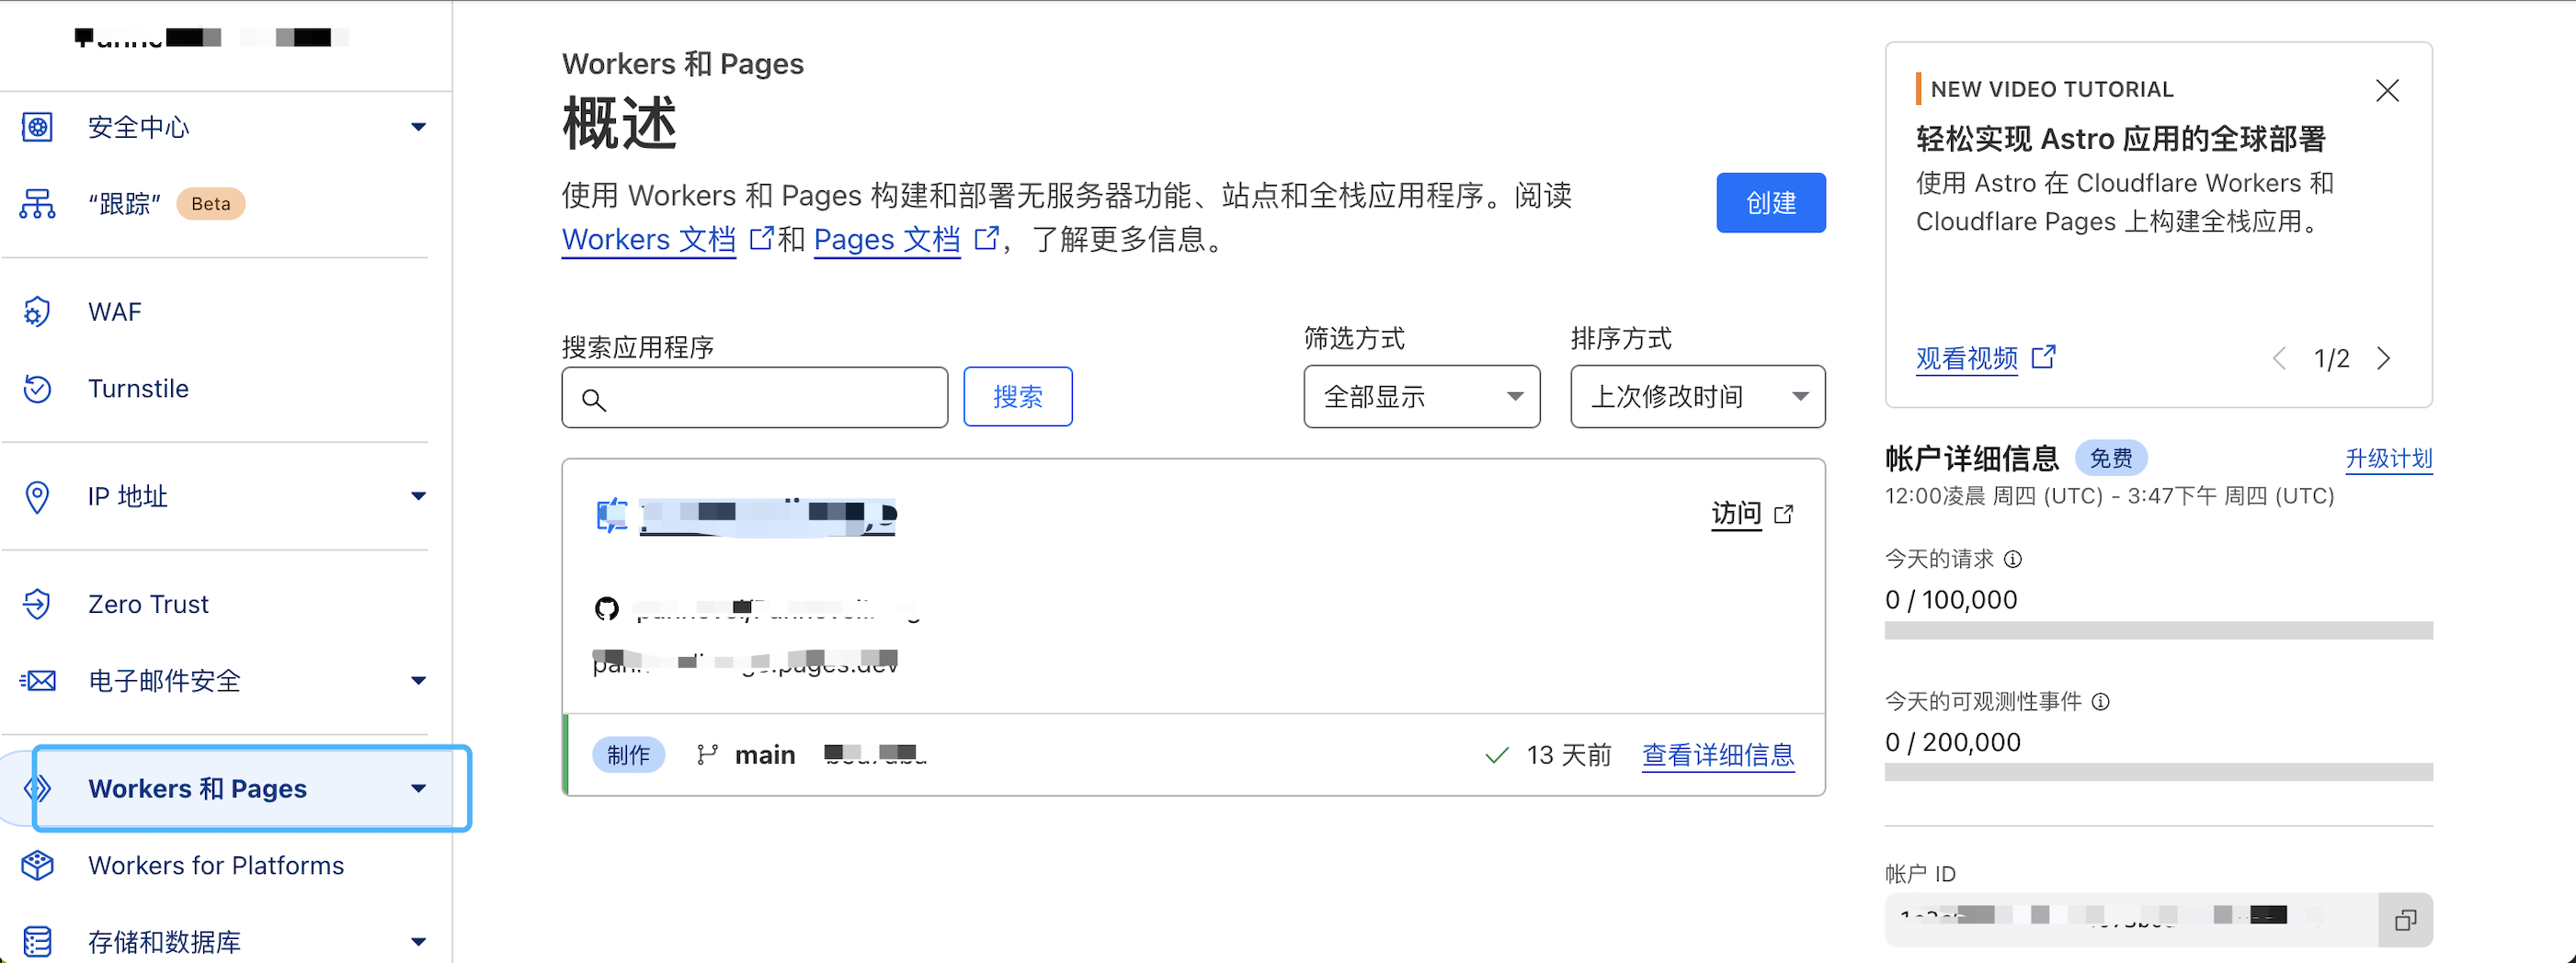 安全中心
“跟踪” Beta
WAF
Turnstile
IP 地址
Zero Trust
电子邮件安全
Workers 和 Pages
Workers for Platforms
存储和数据库
Workers 和 Pages
概述
使用 Workers 和 Pages 构建和部署无服务器功能、站点和全栈应用程序。阅读
Workers 文档 和 Pages 文档 ，了解更多信息。
创建
搜索应用程序
搜索
筛选方式
全部显示
排序方式
上次修改时间
访问
制作 main
13 天前 查看详细信息
NEW VIDEO TUTORIAL
轻松实现 Astro 应用的全球部署
使用 Astro 在 Cloudflare Workers 和
Cloudflare Pages 上构建全栈应用。
观看视频 1/2
帐户详细信息 免费 升级计划
12:00凌晨 周四 (UTC) - 3:47下午 周四 (UTC)
今天的请求
0 / 100,000
今天的可观测性事件
0 / 200,000
帐户 ID